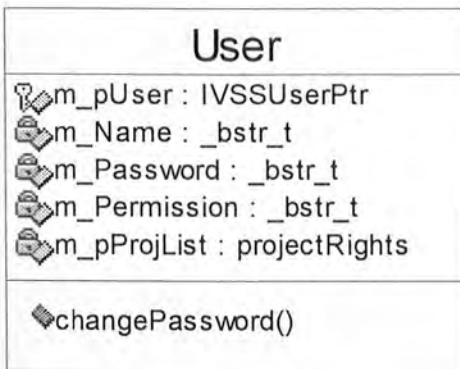 User
m_pUser : IVSSUserPtr
m_Name : _bstr_t
m_Password : _bstr_t
m_Permission : _bstr_t
m_pProjList : projectRights
changePassword()